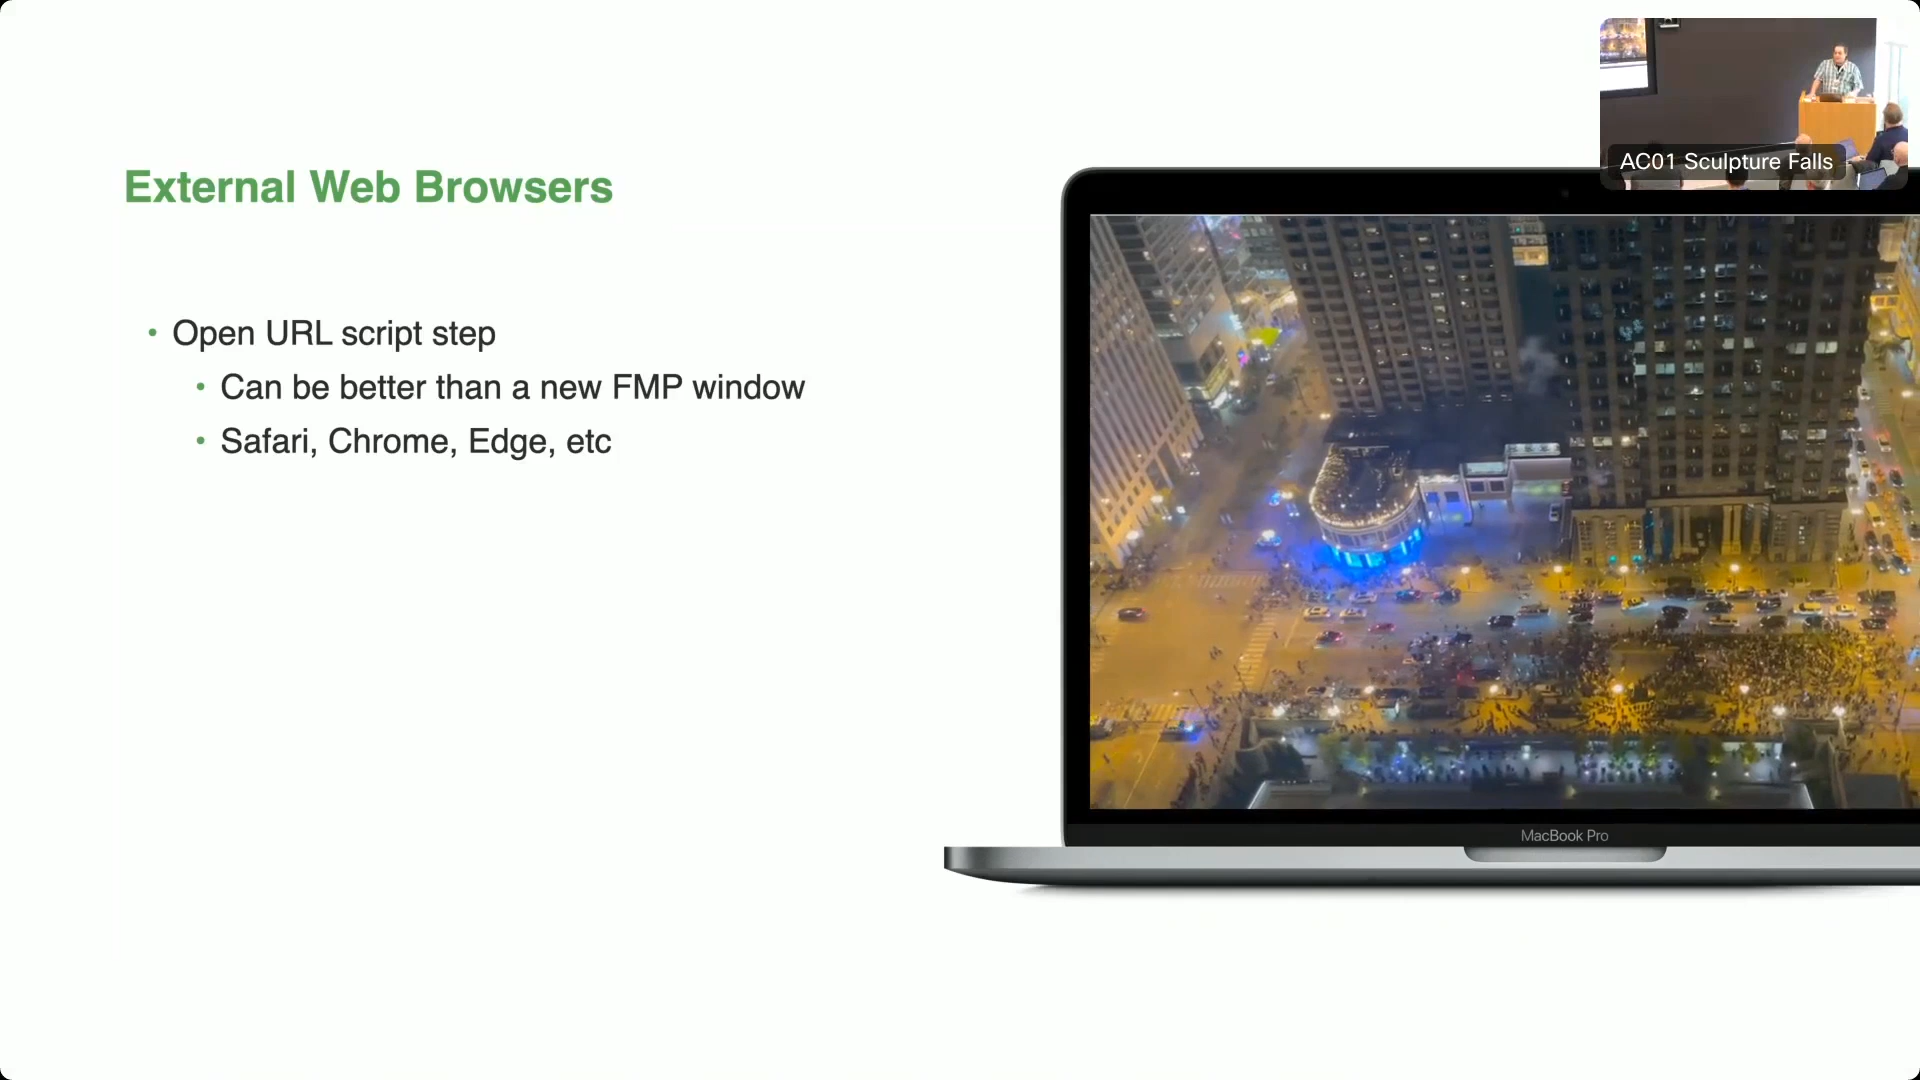 AC01 Sculpture Falls
External Web Browsers
• Open URL script step
• Can be better than a new FMP window
• Safari, Chrome, Edge, etc
MacBook Pro